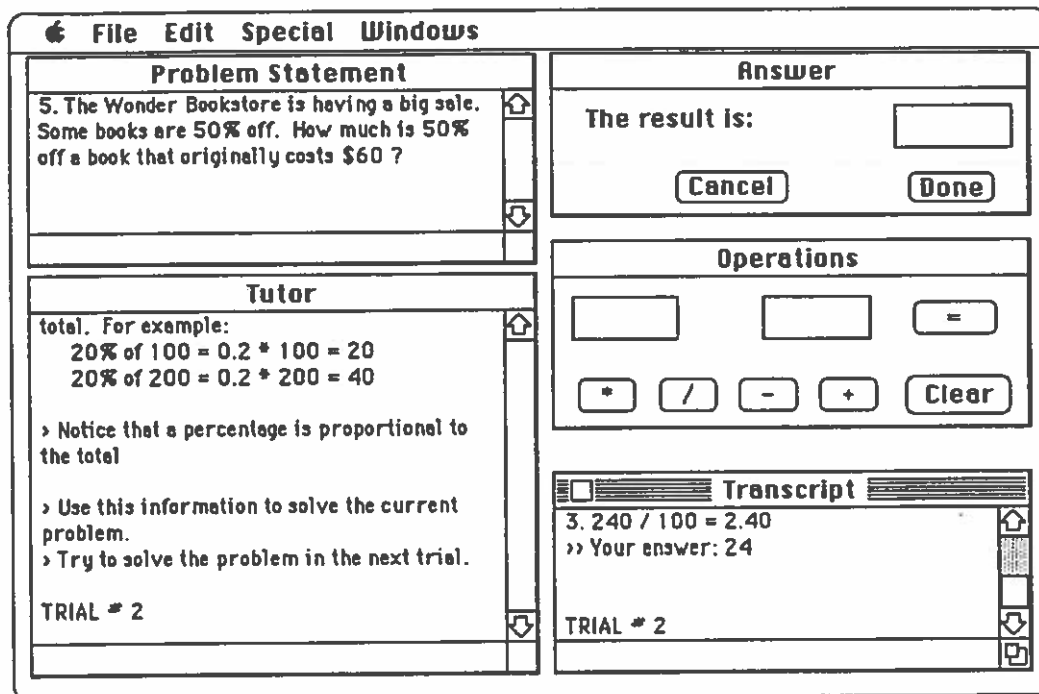 File Edit Special Windows
Problem Statement
5. The Wonder Bookstore is having a big sale.
Some books are 50% off. How much is 50%
off a book that originally costs $60 ?
Answer
The result is:
Cancel
Done
Operations
=
* / - + Clear
Tutor
total. For example:
20% of 100 = 0.2 * 100 = 20
20% of 200 = 0.2 * 200 = 40
> Notice that a percentage is proportional to
the total
> Use this information to solve the current
problem.
> Try to solve the problem in the next trial.
TRIAL # 2
Transcript
3. 240 / 100 = 2.40
>> Your answer: 24
TRIAL # 2